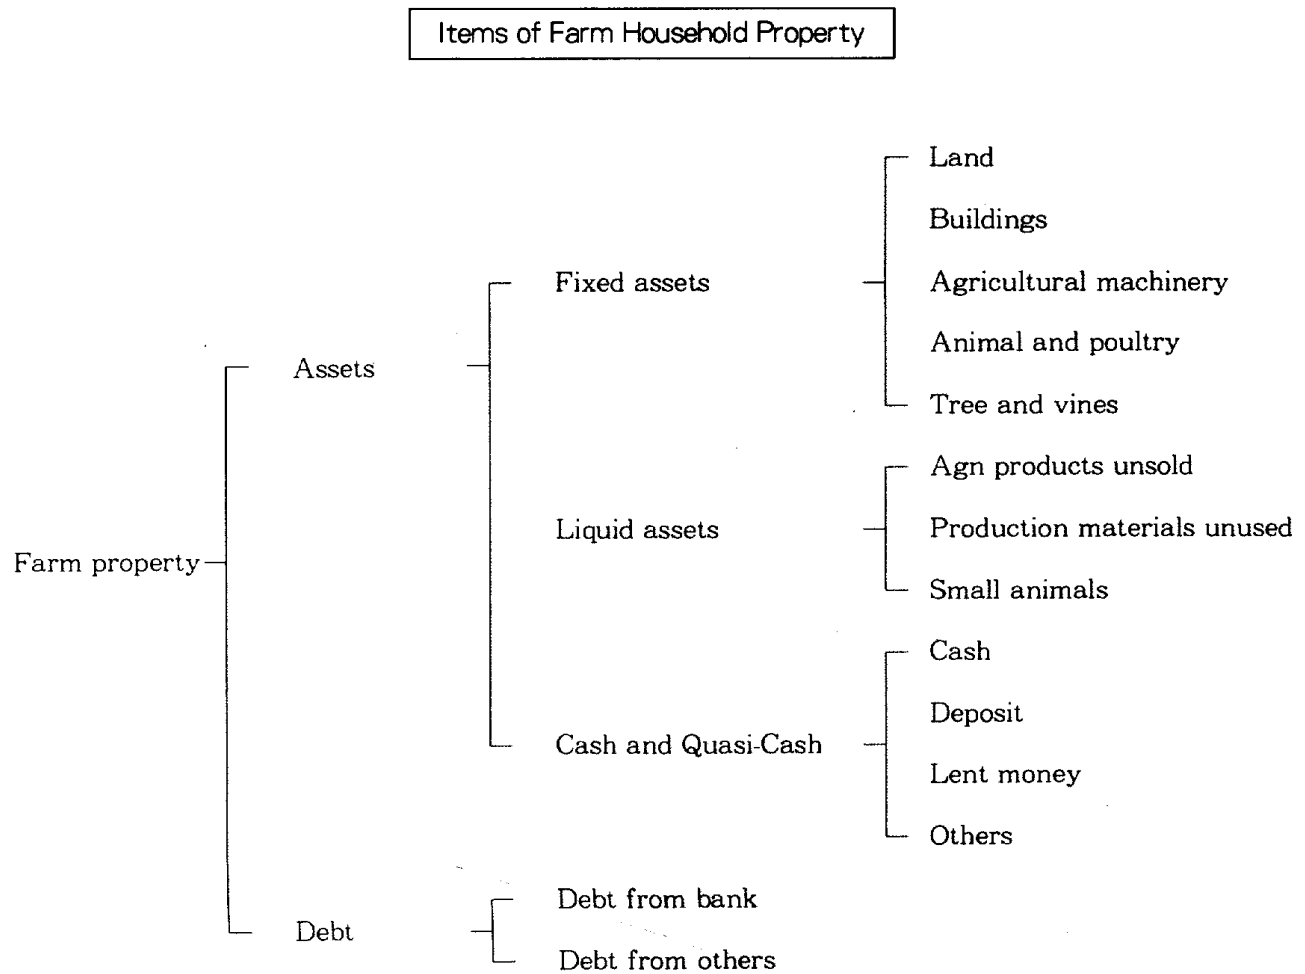 Items of Farm Household Property
Land
Buildings
Fixed assets
Agricultural machinery
Animal and poultry
Assets
Tree and vines
Agn products unsold
Liquid assets
Production materials unused
Farm property
Small animals
Cash
Deposit
Cash and Quasi-Cash
Lent money
Others
Debt from bank
Debt
Debt from others